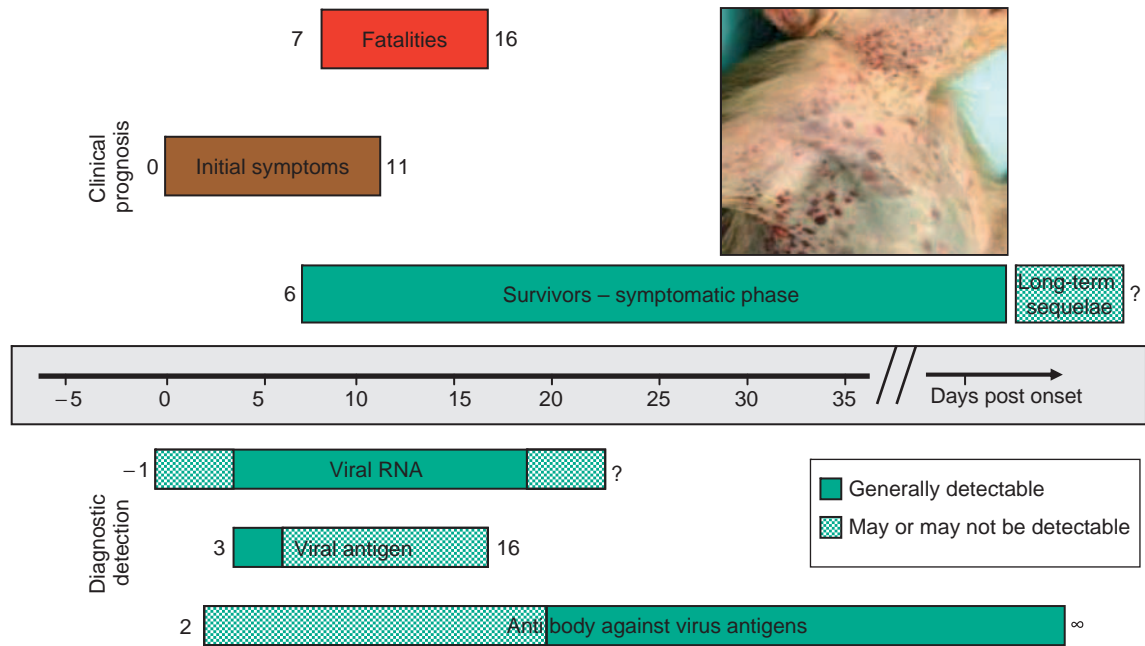 7
Fatalities
16
Clinical
prognosis
0
Initial symptoms
11
6
Survivors – symptomatic phase
Long-term
sequelae
?
–5 0 5 10 15 20 25 30 35 Days post onset
Diagnostic
detection
–1
Viral RNA
?
3
Viral antigen
16
2
Antibody against virus antigens
∞
Generally detectable
May or may not be detectable